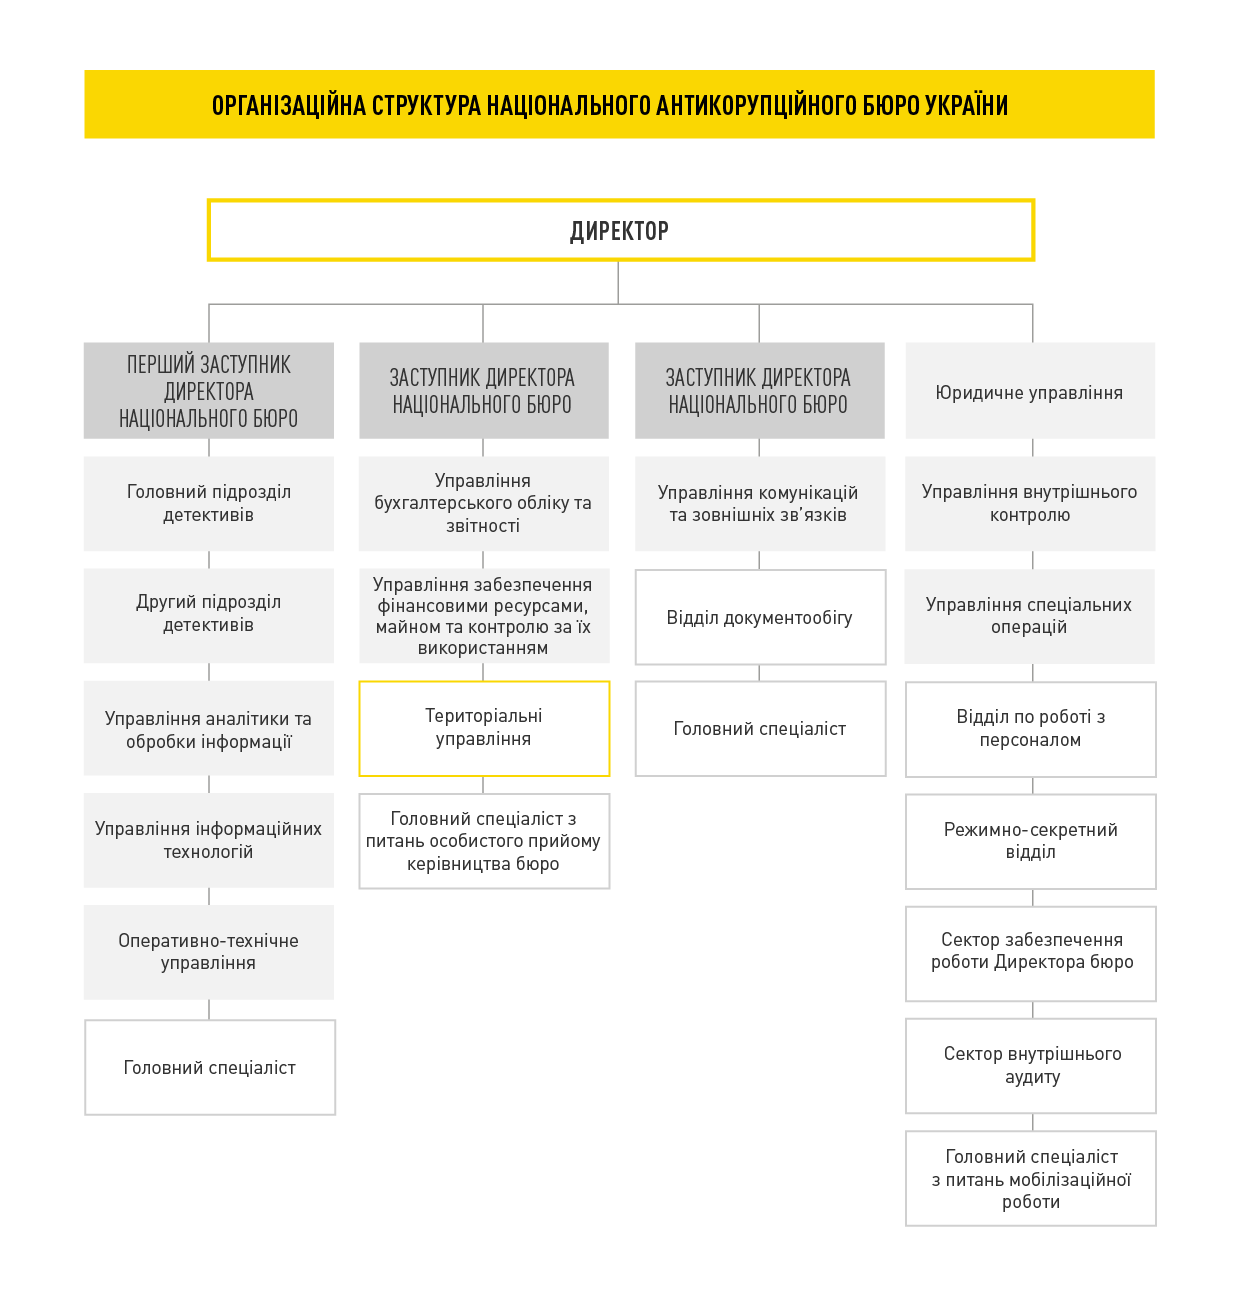 ОРГАНІЗАЦІЙНА СТРУКТУРА НАЦІОНАЛЬНОГО АНТИКОРУПЦІЙНОГО БЮРО УКРАЇНИ
ДИРЕКТОР
ПЕРШИЙ ЗАСТУПНИК
ДИРЕКТОРА
НАЦІОНАЛЬНОГО БЮРО
Головний підрозділ
детективів
Другий підрозділ
детективів
Управління аналітики та
обробки інформації
Управління інформаційних
технологій
Оперативно-технічне
управління
Головний спеціаліст
ЗАСТУПНИК ДИРЕКТОРА
НАЦІОНАЛЬНОГО БЮРО
Управління
бухгалтерського обліку та
звітності
Управління забезпечення
фінансовими ресурсами,
майном та контролю за їх
використанням
Територіальні
управління
Головний спеціаліст з
питань особистого прийому
керівництва бюро
ЗАСТУПНИК ДИРЕКТОРА
НАЦІОНАЛЬНОГО БЮРО
Управління комунікацій
та зовнішніх зв’язків
Відділ документообігу
Головний спеціаліст
Юридичне управління
Управління внутрішнього
контролю
Управління спеціальних
операцій
Відділ по роботі з
персоналом
Режимно-секретний
відділ
Сектор забезпечення
роботи Директора бюро
Сектор внутрішнього
аудиту
Головний спеціаліст
з питань мобілізаційної
роботи